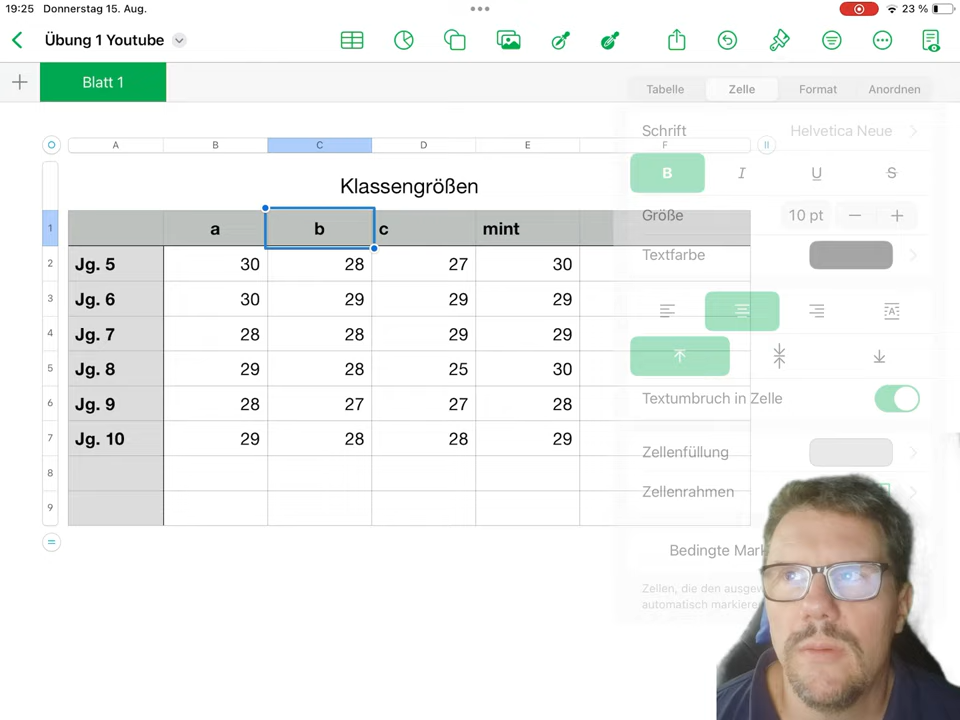 19:25 Donnerstag 15. Aug. 23 %
Übung 1 Youtube
Blatt 1
Tabelle Zelle Format Anordnen
Schrift Helvetica Neue
A B C D E F
B I U S
Klassengrößen
Größe 10 pt
1 a b c mint
Textfarbe
2 Jg. 5 30 28 27 30
3 Jg. 6 30 29 29 29
A
4 Jg. 7 28 28 29 29
5 Jg. 8 29 28 25 30
6 Jg. 9 28 27 27 28
Textumbruch in Zelle
7 Jg. 10 29 28 28 29
Zellenfüllung
8
Zellenrahmen
9
Bedingte Mark
Zellen, die den ausgew
automatisch markieren